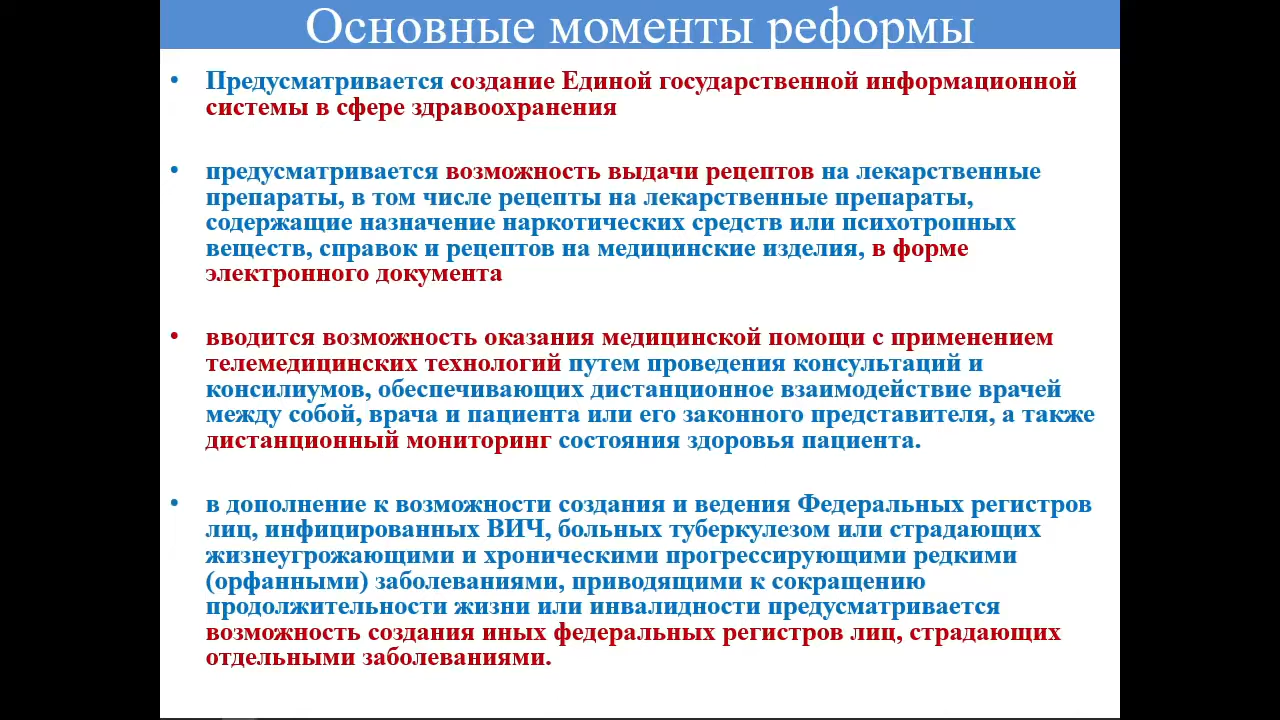 Основные моменты реформы
• Предусматривается создание Единой государственной информационной
системы в сфере здравоохранения
• предусматривается возможность выдачи рецептов на лекарственные
препараты, в том числе рецепты на лекарственные препараты,
содержащие назначение наркотических средств или психотропных
веществ, справок и рецептов на медицинские изделия, в форме
электронного документа
• вводится возможность оказания медицинской помощи с применением
телемедицинских технологий путем проведения консультаций и
консилиумов, обеспечивающих дистанционное взаимодействие врачей
между собой, врача и пациента или его законного представителя, а также
дистанционный мониторинг состояния здоровья пациента.
• в дополнение к возможности создания и ведения Федеральных регистров
лиц, инфицированных ВИЧ, больных туберкулезом или страдающих
жизнеугрожающими и хроническими прогрессирующими редкими
(орфанными) заболеваниями, приводящими к сокращению
продолжительности жизни или инвалидности предусматривается
возможность создания иных федеральных регистров лиц, страдающих
отдельными заболеваниями.